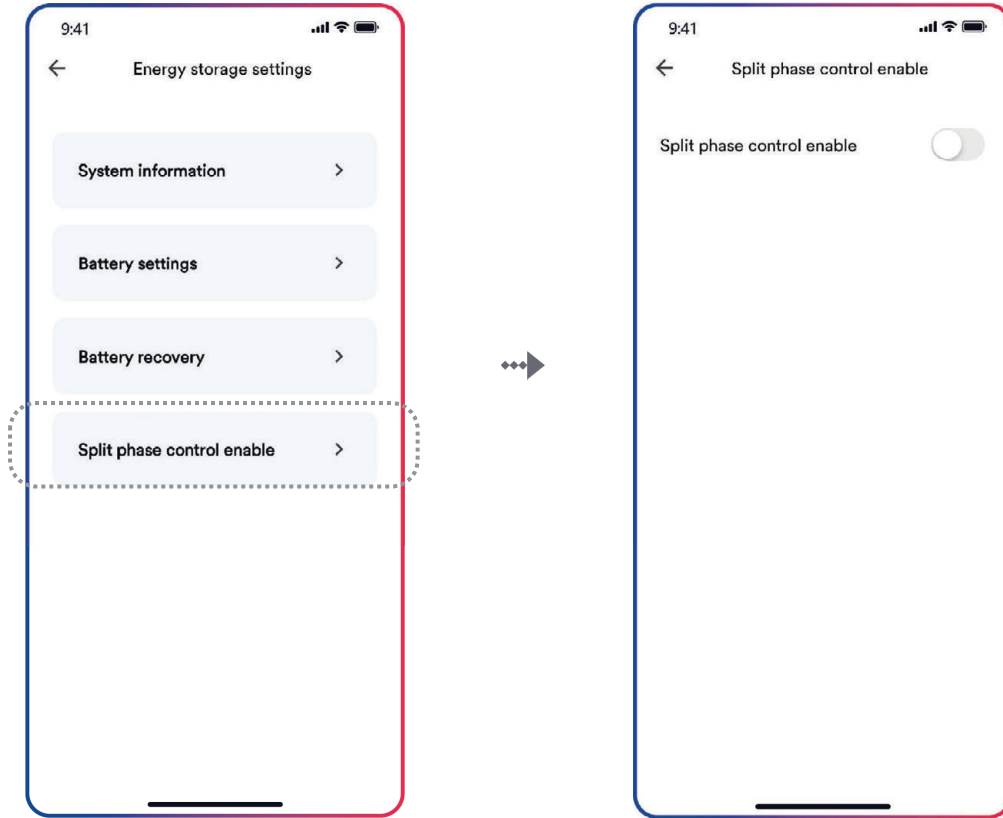 9:41
Energy storage settings
System information
Battery settings
Battery recovery
Split phase control enable
9:41
Split phase control enable
Split phase control enable